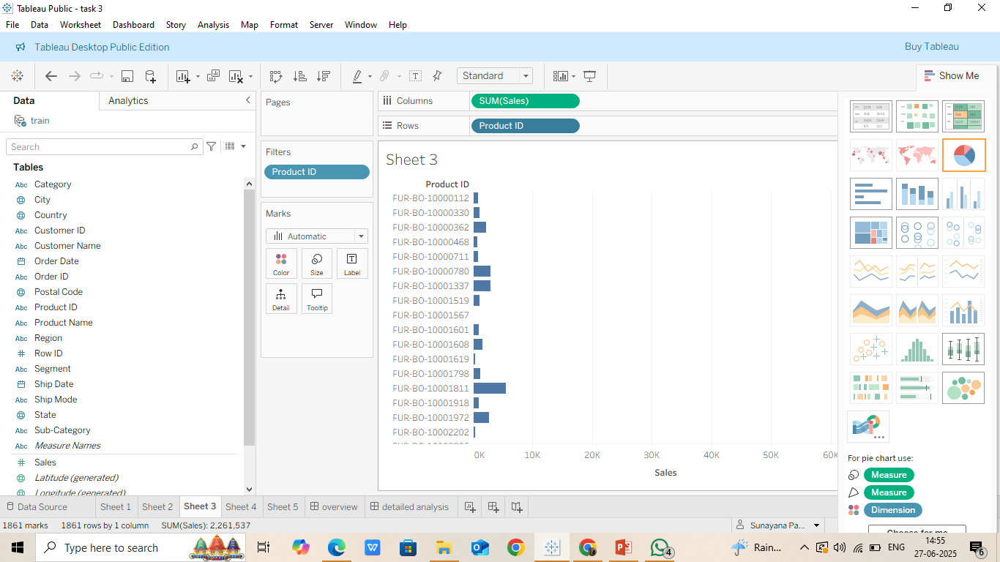 Tableau Public - task 3
File Data Worksheet Dashboard Story Analysis Map Format Server Window Help
Tableau Desktop Public Edition
Buy Tableau
Standard
Show Me
Data
Analytics
train
Search
Tables
Abc Category
City
Country
Abc Customer ID
Abc Customer Name
Order Date
Abc Order ID
Postal Code
Abc Product ID
Abc Product Name
Abc Region
# Row ID
Abc Segment
Ship Date
Abc Ship Mode
State
Abc Sub-Category
Abc Measure Names
# Sales
Latitude (generated)
Longitude (generated)
Pages
Filters
Product ID
Marks
Automatic
Color
Size
Label
Detail
Tooltip
Columns
SUM(Sales)
Rows
Product ID
Sheet 3
Product ID
FUR-BO-10000112
FUR-BO-10000330
FUR-BO-10000362
FUR-BO-10000468
FUR-BO-10000711
FUR-BO-10000780
FUR-BO-10001337
FUR-BO-10001519
FUR-BO-10001567
FUR-BO-10001601
FUR-BO-10001608
FUR-BO-10001619
FUR-BO-10001798
FUR-BO-10001811
FUR-BO-10001918
FUR-BO-10001972
FUR-BO-10002202
0K 10K 20K 30K 40K 50K 60K
Sales
For pie chart use:
Measure
Measure
Dimension
Choose for me
Data Source
Sheet 1
Sheet 2
Sheet 3
Sheet 4
Sheet 5
overview
detailed analysis
1861 marks 1861 rows by 1 column SUM(Sales): 2,261,537
Sunayana Pa...
Type here to search
4
Rain...
ENG
14:55
27-06-2025
6